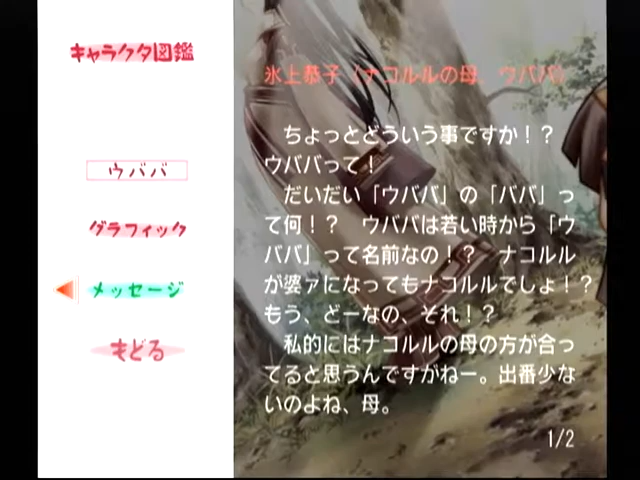 キャラクタ図鑑
ウババ
グラフィック
メッセージ
もどる
氷上恭子（ナコルルの母、ウババ）
　ちょっとどういう事ですか！？
ウババって！
　だいだい「ウババ」の「ババ」っ
て何！？　ウババは若い時から「ウ
ババ」って名前なの！？　ナコルル
が婆ァになってもナコルルでしょ！？
もう、どーなの、それ！？
　私的にはナコルルの母の方が合っ
てると思うんですがねー。出番少な
いのよね、母。
1/2